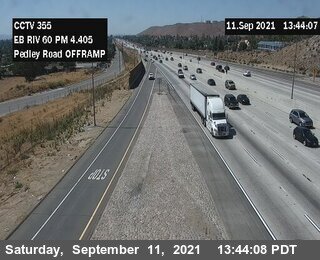 CCTV 355
EB RIV 60 PM 4.405
Pedley Road OFFRAMP
11.Sep 2021 13:44:07
STOP
Saturday, September 11, 2021 13:44:08 PDT